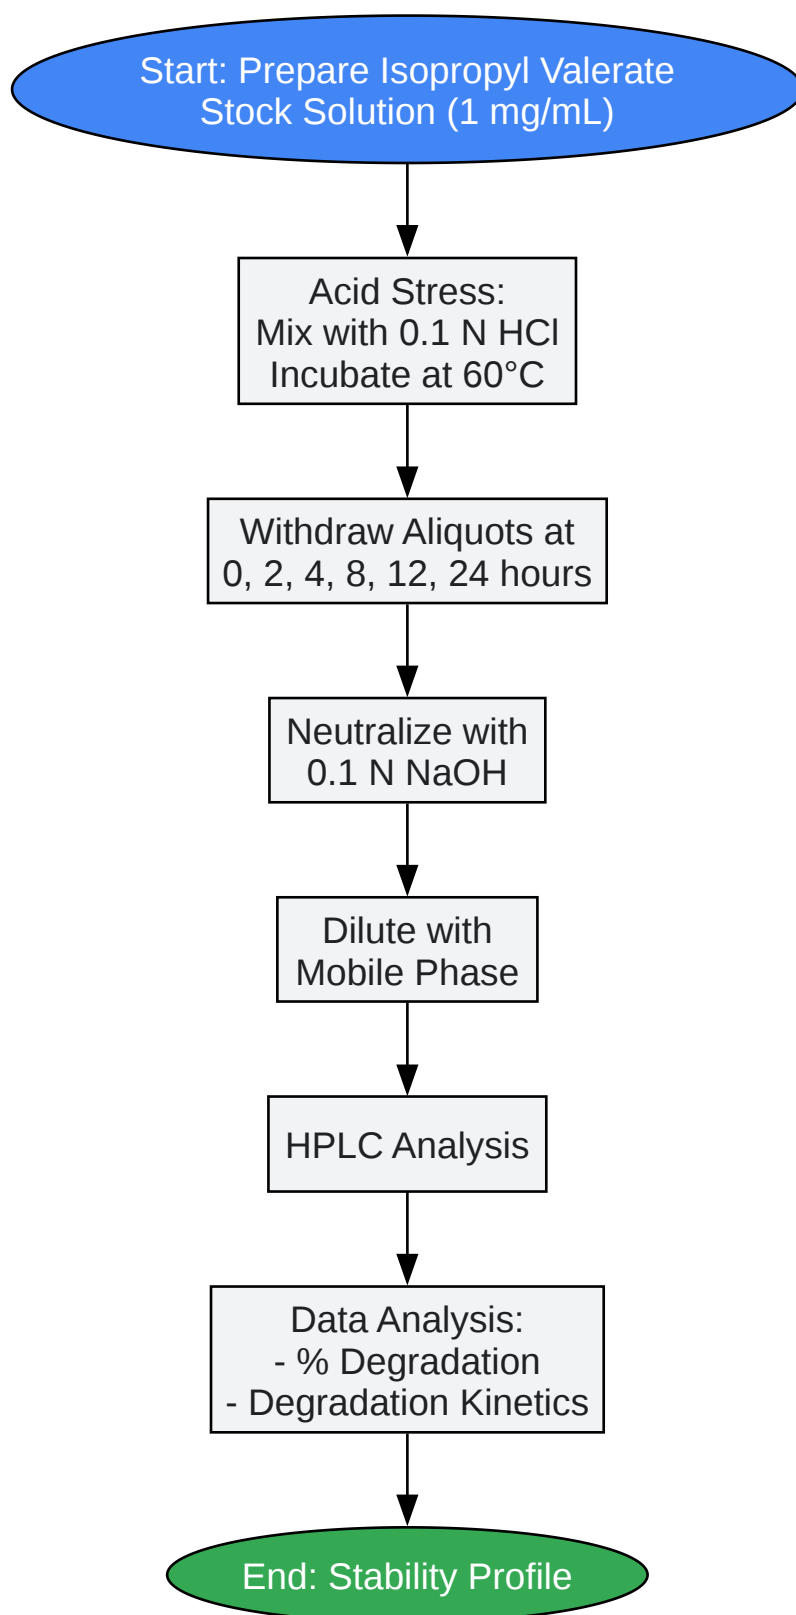 Start: Prepare Isopropyl Valerate
Stock Solution (1 mg/mL)
Acid Stress:
Mix with 0.1 N HCl
Incubate at 60°C
Withdraw Aliquots at
0, 2, 4, 8, 12, 24 hours
Neutralize with
0.1 N NaOH
Dilute with
Mobile Phase
HPLC Analysis
Data Analysis:
- % Degradation
- Degradation Kinetics
End: Stability Profile